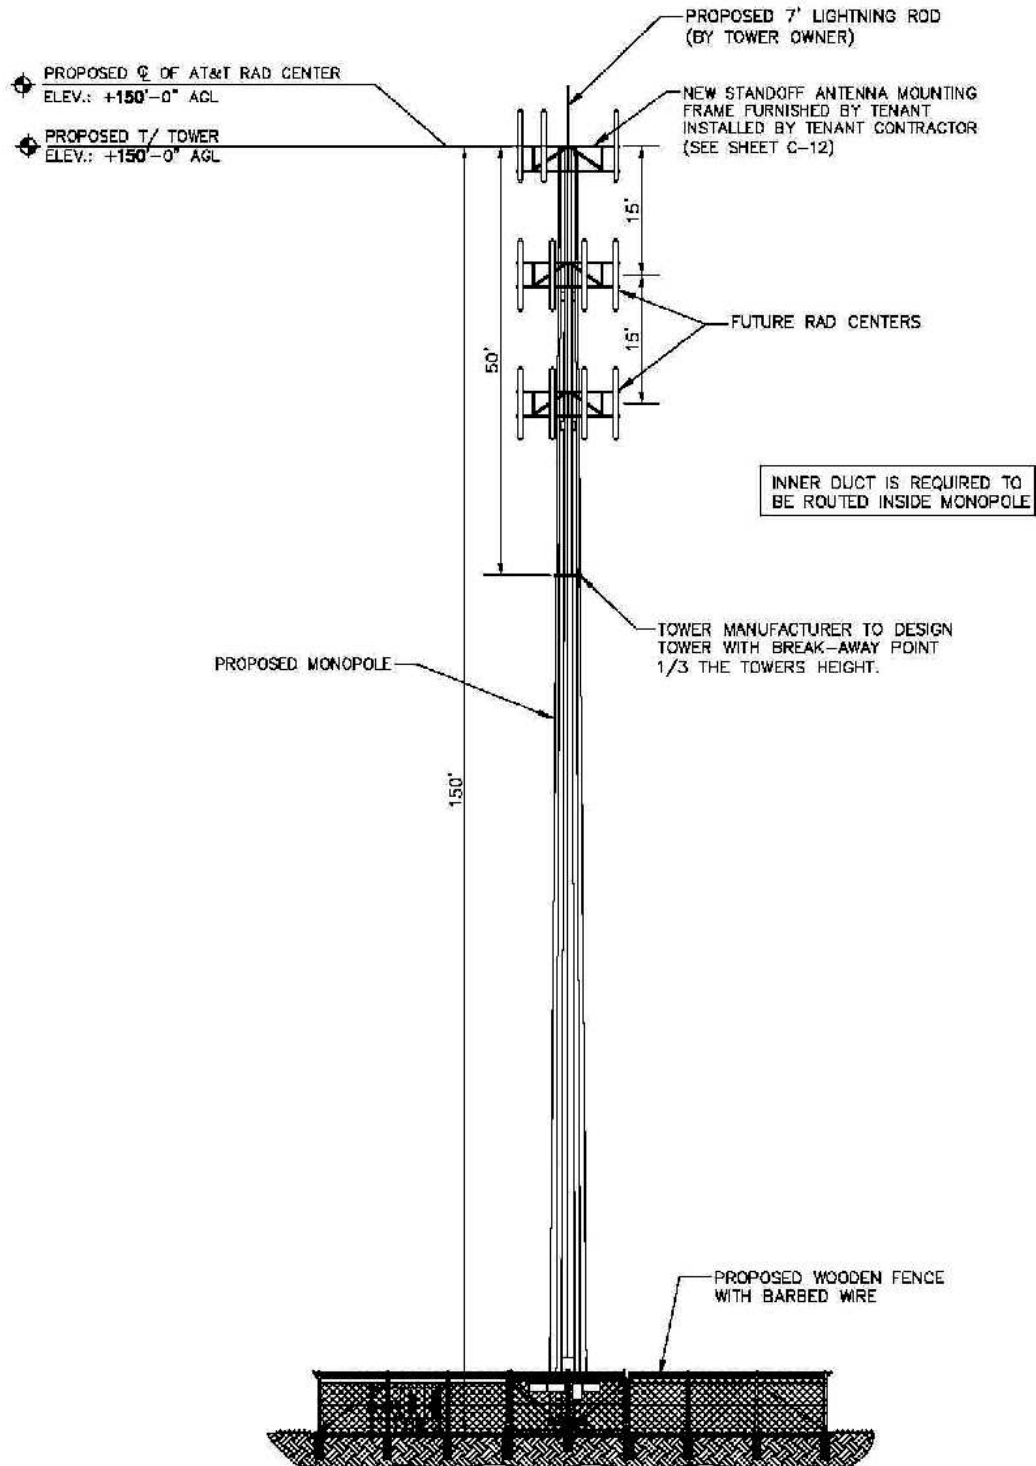 PROPOSED 7' LIGHTNING ROD
(BY TOWER OWNER)
PROPOSED ℄ OF AT&T RAD CENTER
ELEV.: +150'-0" AGL
NEW STANDOFF ANTENNA MOUNTING
FRAME FURNISHED BY TENANT
INSTALLED BY TENANT CONTRACTOR
(SEE SHEET C-12)
PROPOSED T/ TOWER
ELEV.: +150'-0" AGL
15'
FUTURE RAD CENTERS
15'
50'
INNER DUCT IS REQUIRED TO
BE ROUTED INSIDE MONOPOLE
TOWER MANUFACTURER TO DESIGN
TOWER WITH BREAK-AWAY POINT
1/3 THE TOWERS HEIGHT.
PROPOSED MONOPOLE
150'
PROPOSED WOODEN FENCE
WITH BARBED WIRE